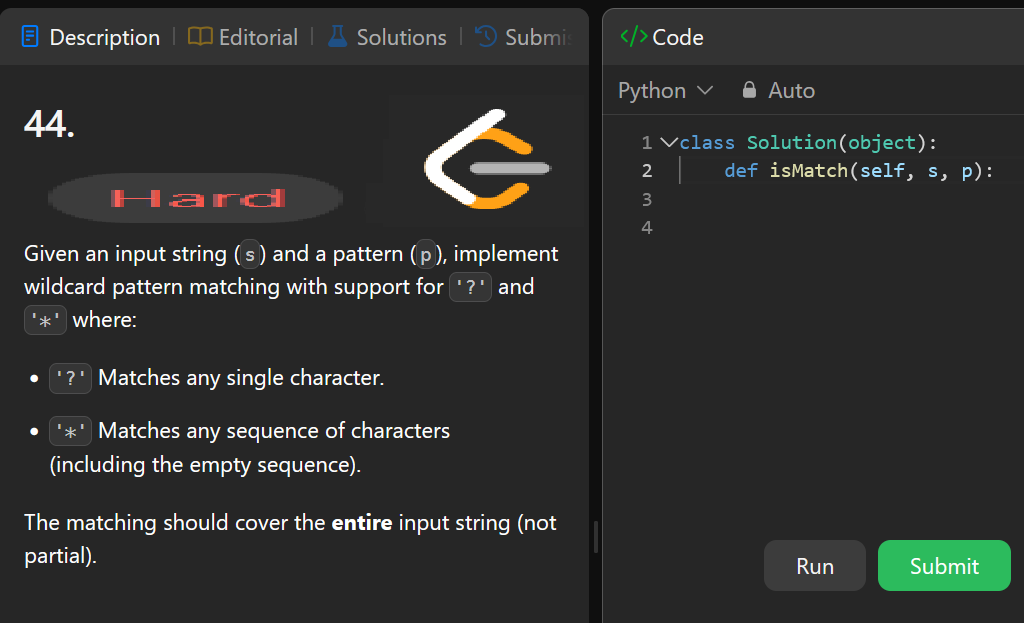 Description | Editorial | Solutions | Submis
44.
Hard
Given an input string (s) and a pattern (p), implement
wildcard pattern matching with support for '?' and
'*' where:
• '?' Matches any single character.
• '*' Matches any sequence of characters
(including the empty sequence).
The matching should cover the entire input string (not
partial).
</> Code
Python Auto
1 class Solution(object):
2 def isMatch(self, s, p):
3
4
Run Submit